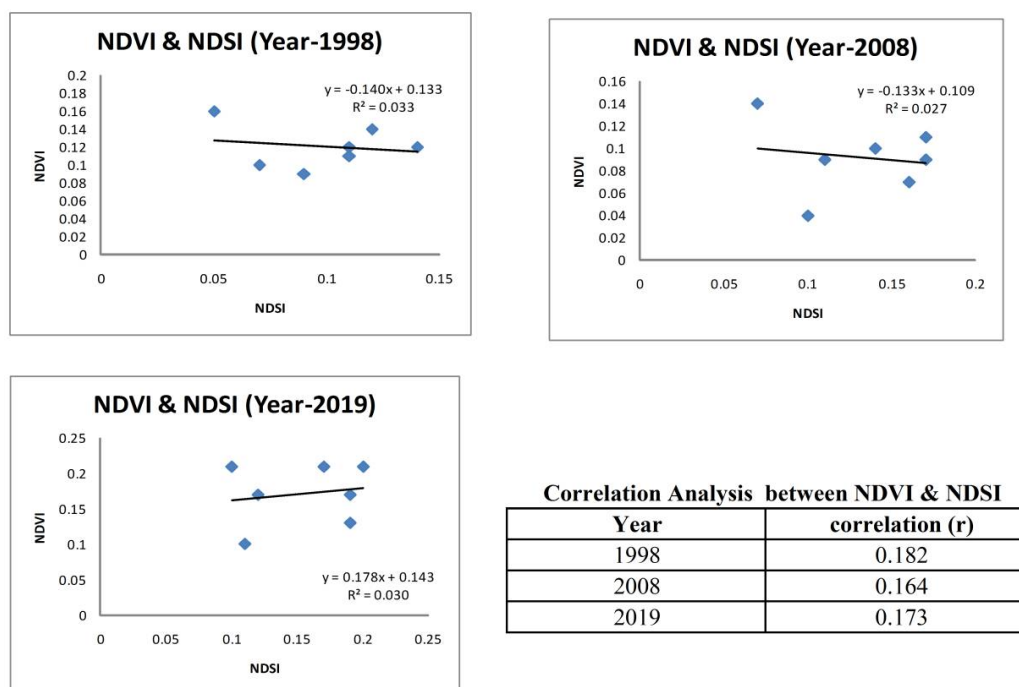 NDVI & NDSI (Year-1998)
0.2
0.18
0.16
0.14
0.12
0.1
0.08
0.06
0.04
0.02
0
NDVI
y = -0.140x + 0.133
R² = 0.033
0 0.05 0.1 0.15
NDSI
NDVI & NDSI (Year-2008)
0.16
0.14
0.12
0.1
0.08
0.06
0.04
0.02
0
NDVI
y = -0.133x + 0.109
R² = 0.027
0 0.05 0.1 0.15 0.2
NDSI
NDVI & NDSI (Year-2019)
0.25
0.2
0.15
0.1
0.05
0
NDVI
y = 0.178x + 0.143
R² = 0.030
0 0.05 0.1 0.15 0.2 0.25
NDSI
Correlation Analysis between NDVI & NDSI
Year correlation (r)
1998 0.182
2008 0.164
2019 0.173